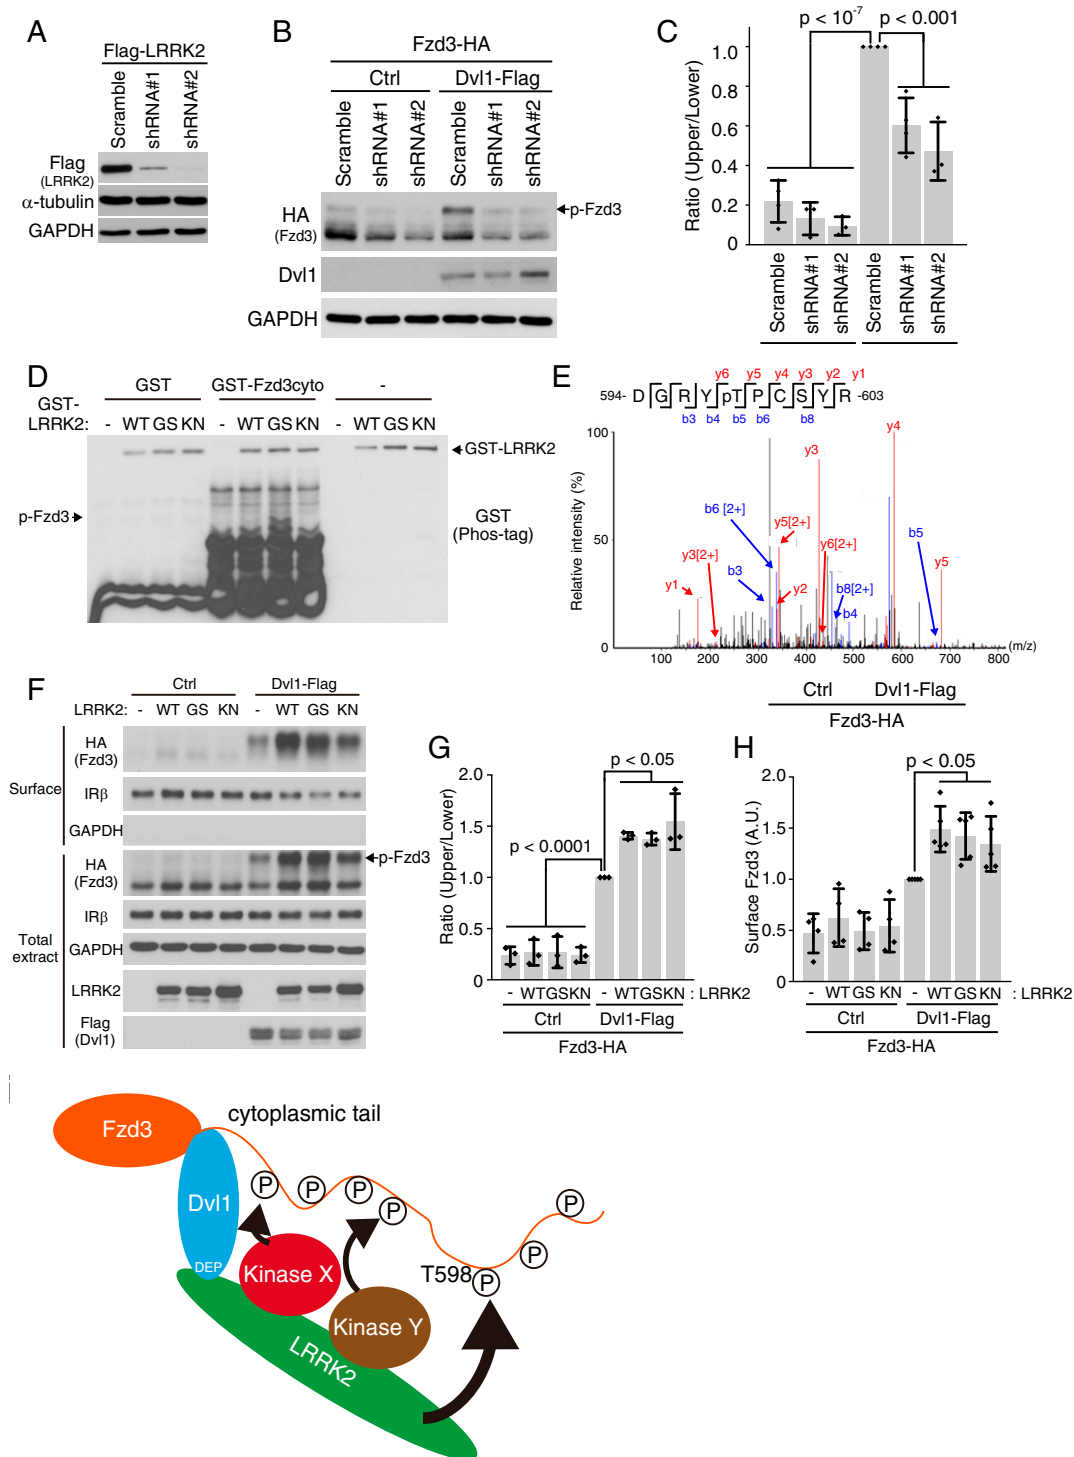 A
Flag-LRRK2
Scramble
shRNA#1
shRNA#2
Flag
(LRRK2)
α-tubulin
GAPDH
B
Fzd3-HA
Ctrl Dvl1-Flag
Scramble
shRNA#1
shRNA#2
Scramble
shRNA#1
shRNA#2
HA
(Fzd3)
p-Fzd3
Dvl1
GAPDH
C
p < 10-7 p < 0.001
Ratio (Upper/Lower)
1.0
0.8
0.6
0.4
0.2
0
Scramble
shRNA#1
shRNA#2
Scramble
shRNA#1
shRNA#2
Ctrl Dvl1-Flag
Fzd3-HA
D
GST GST-Fzd3cyto -
GST-
LRRK2: - WT GS KN - WT GS KN - WT GS KN
GST-LRRK2
p-Fzd3
GST
(Phos-tag)
E
y6 y5 y4 y3 y2 y1
594- D G R Y pT P C S Y R -603
b3 b4 b5 b6 b8
Relative intensity (%)
100
50
0
y4
y3
b6 [2+]
y5[2+]
y6[2+]
b5
y3[2+]
y5
b3
y1
y2
b8[2+]
b4
100 200 300 400 500 600 700 800 (m/z)
F
Ctrl Dvl1-Flag
LRRK2: - WT GS KN - WT GS KN
Surface
HA
(Fzd3)
IRβ
GAPDH
Total
extract
HA
(Fzd3)
p-Fzd3
IRβ
GAPDH
LRRK2
Flag
(Dvl1)
G
p < 0.05
p < 0.0001
Ratio (Upper/Lower)
2.0
1.5
1.0
0.5
0
- WT GS KN - WT GS KN : LRRK2
Ctrl Dvl1-Flag
Fzd3-HA
H
p < 0.05
Surface Fzd3 (A.U.)
2.0
1.5
1.0
0.5
0
- WT GS KN - WT GS KN : LRRK2
Ctrl Dvl1-Flag
Fzd3-HA
Fzd3
cytoplasmic tail
P
P
P
P
P
P
P
T598
Dvl1
DEP
Kinase X
Kinase Y
LRRK2